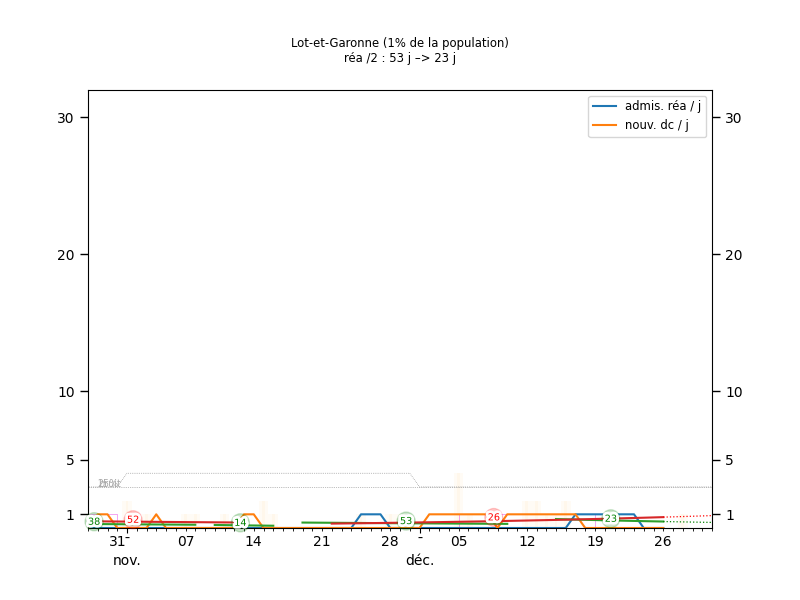 Lot-et-Garonne (1% de la population)
réa /2 : 53 j –> 23 j
admis. réa / j
nouv. dc / j
30 30
20 20
10 10
5 5
1 1
38 52 14 53 26 23
31 07 14 21 28 05 12 19 26
nov. déc.